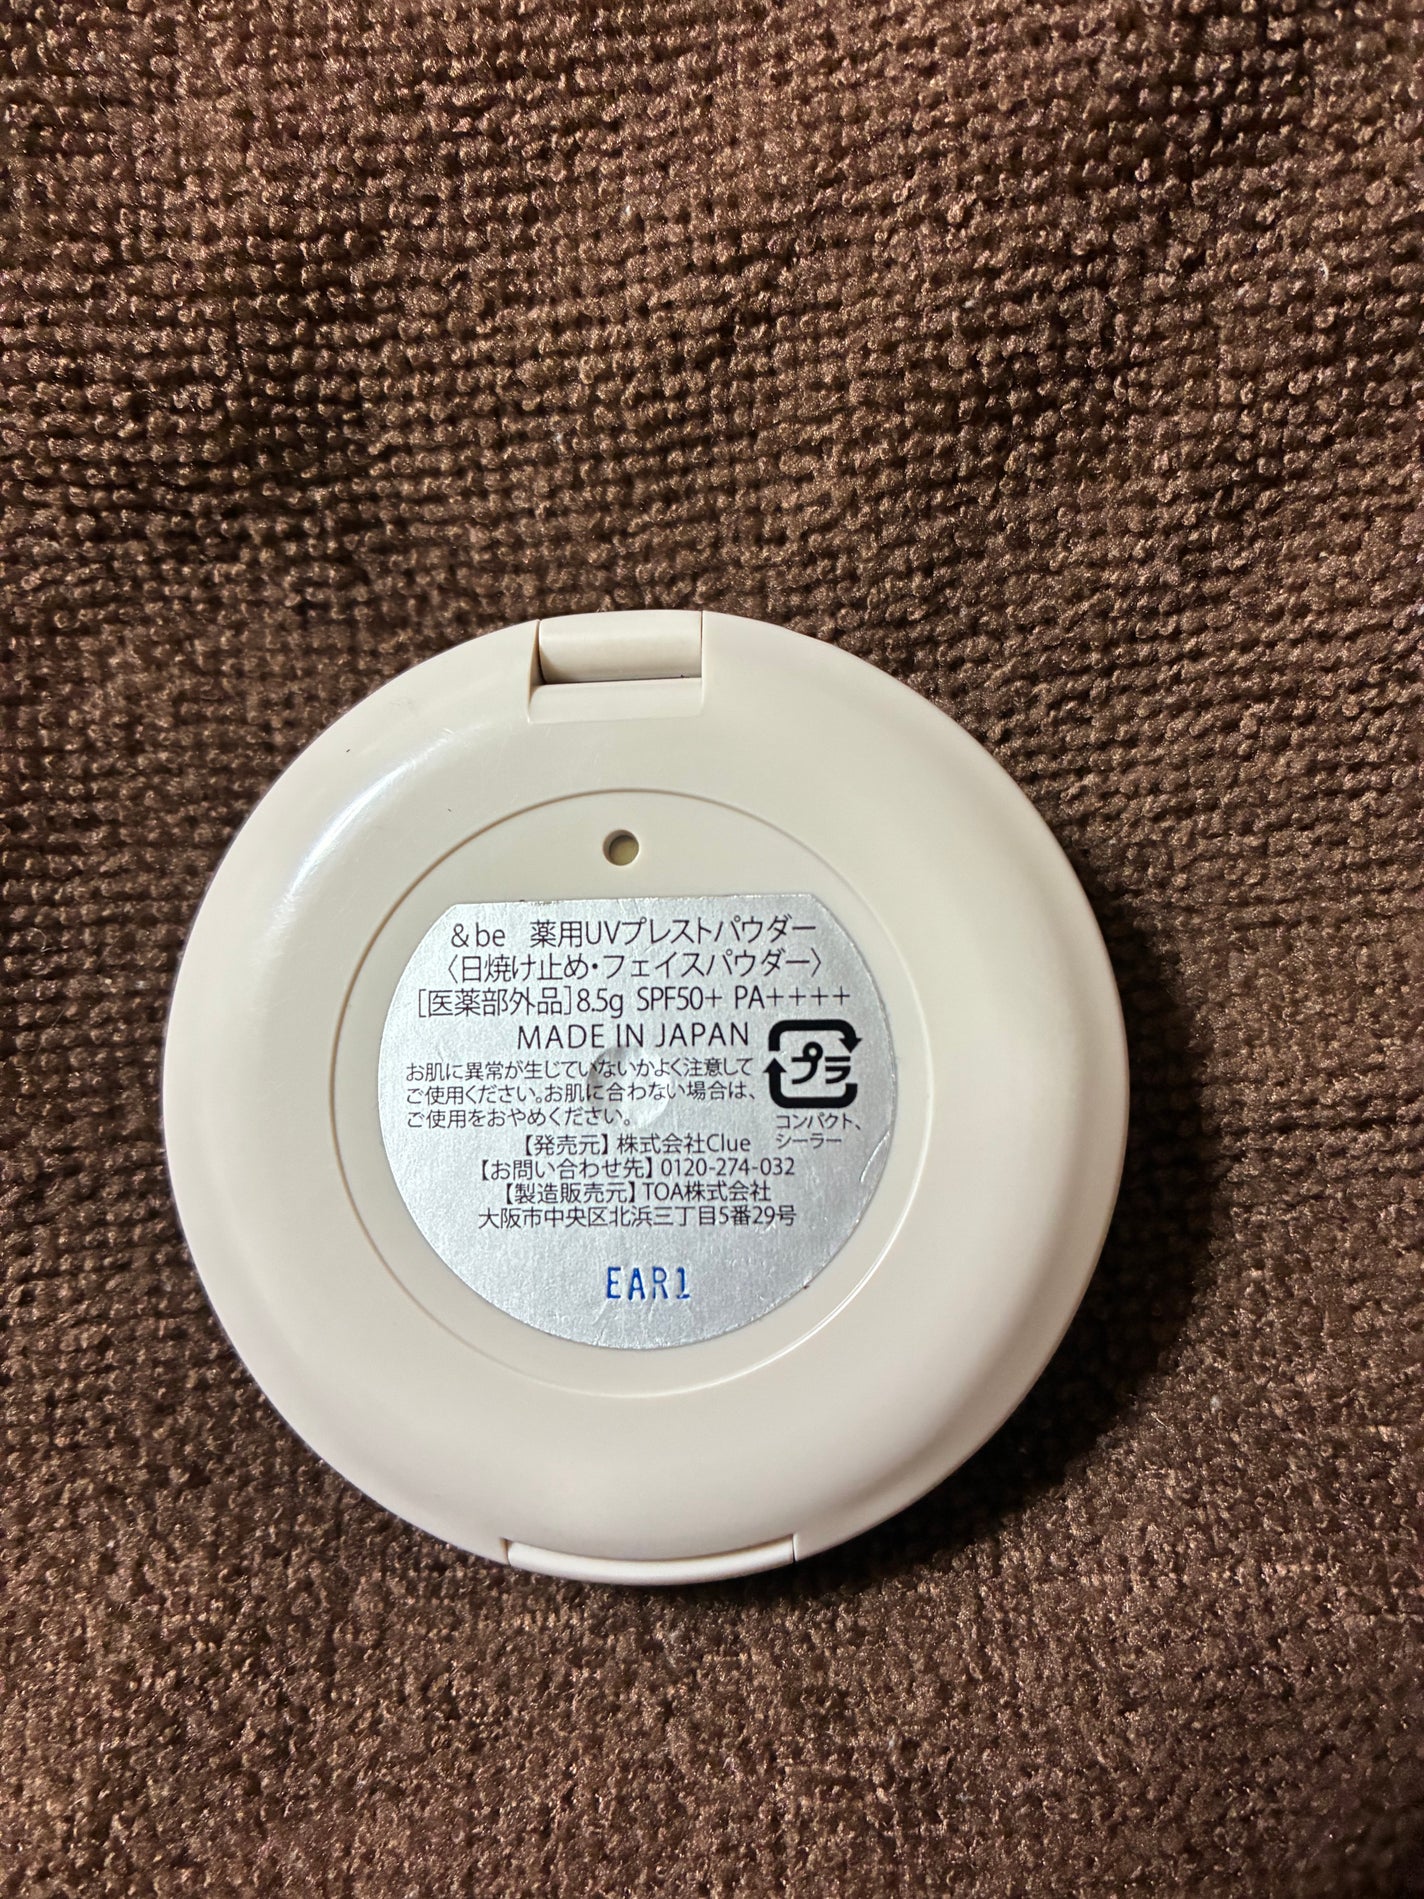 &be 薬用UVプレストパウダー
〈日焼け止め・フェイスパウダー〉
[医薬部外品]8.5g SPF50+ PA++++
MADE IN JAPAN
お肌に異常が生じていないかよく注意して
ご使用ください。お肌に合わない場合は、
ご使用をおやめください。
プラ
コンパクト、
シーラー
【発売元】株式会社Clue
【お問い合わせ先】0120-274-032
【製造販売元】TOA株式会社
大阪市中央区北浜三丁目5番29号
EAR1